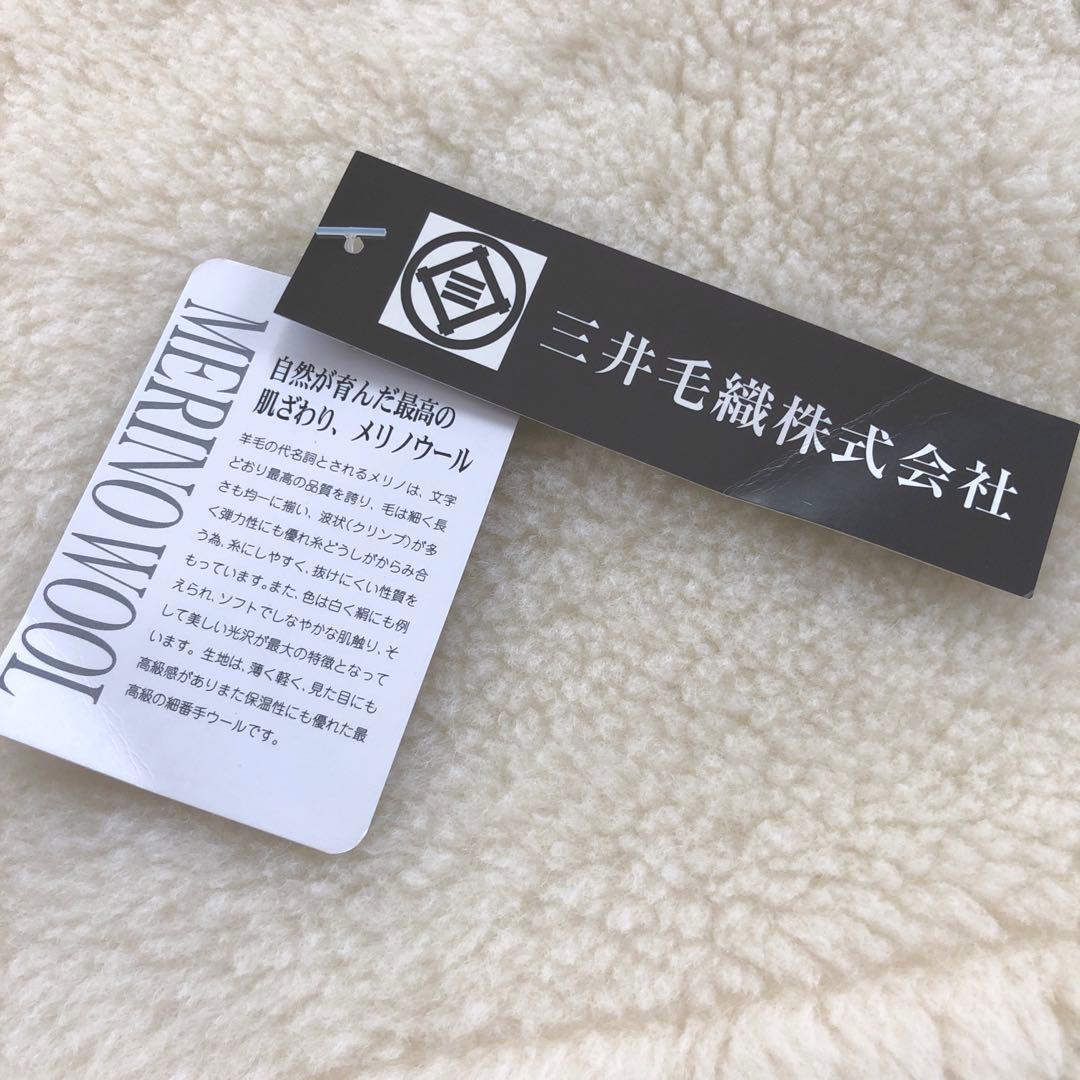 三井毛織株式会社
MERINO WOOL
自然が育んだ最高の
肌ざわり、メリノウール
羊毛の代名詞とされるメリノは、文字
どおり最高の品質を誇り、毛は細く長
さも均一に揃い、波状(クリンプ)が多
く弾力性にも優れ糸どうしがからみ合
う為、糸にしやすく、抜けにくい性質を
もっています。また、色は白く絹にも例
えられ、ソフトでしなやかな肌触り、そ
して美しい光沢が最大の特徴となって
います。生地は、薄く軽く、見た目にも
高級感がありまた保温性にも優れた最
高級の細番手ウールです。